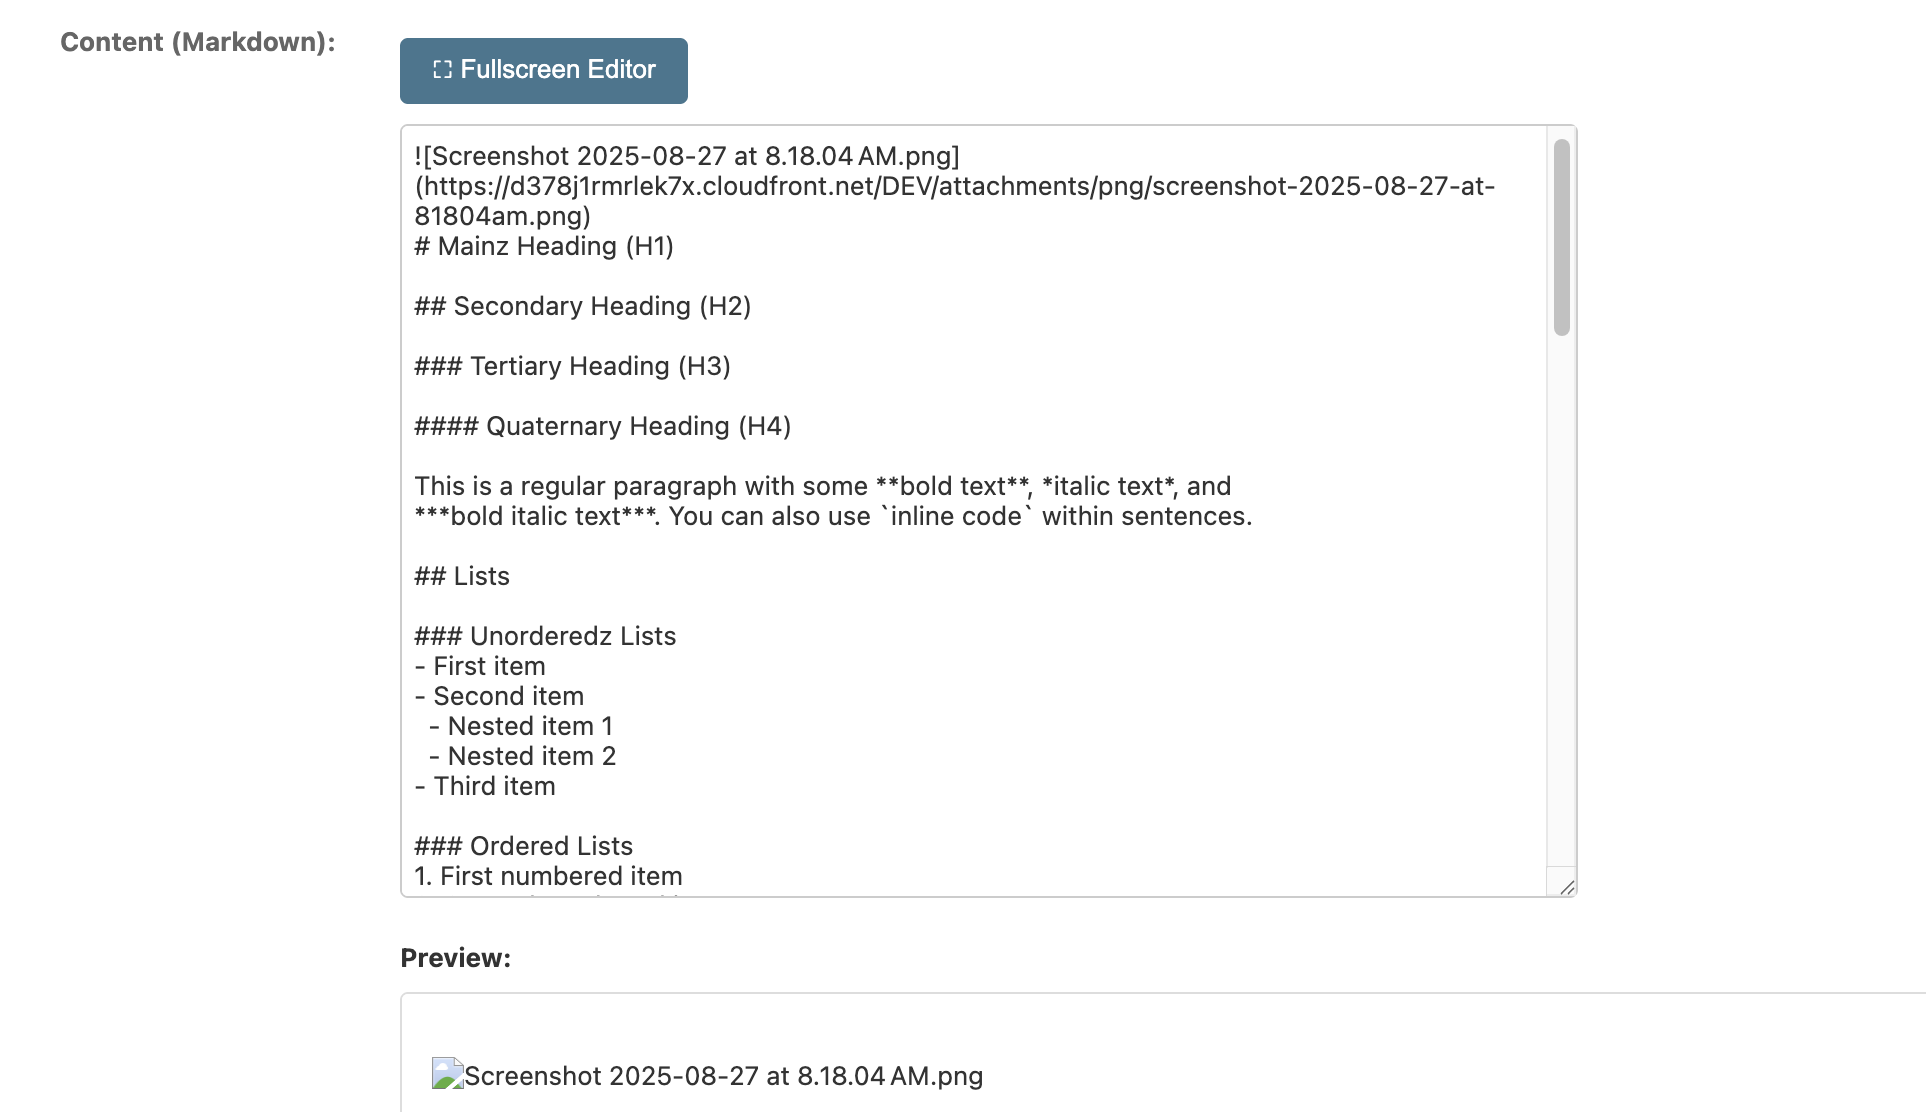 Content (Markdown):
Fullscreen Editor
![Screenshot 2025-08-27 at 8.18.04 AM.png]
(https://d378j1rmrlek7x.cloudfront.net/DEV/attachments/png/screenshot-2025-08-27-at-
81804am.png)
# Mainz Heading (H1)
## Secondary Heading (H2)
### Tertiary Heading (H3)
#### Quaternary Heading (H4)
This is a regular paragraph with some **bold text**, *italic text*, and
***bold italic text***. You can also use `inline code` within sentences.
## Lists
### Unorderedz Lists
- First item
- Second item
  - Nested item 1
  - Nested item 2
- Third item
### Ordered Lists
1. First numbered item
Preview:
Screenshot 2025-08-27 at 8.18.04 AM.png